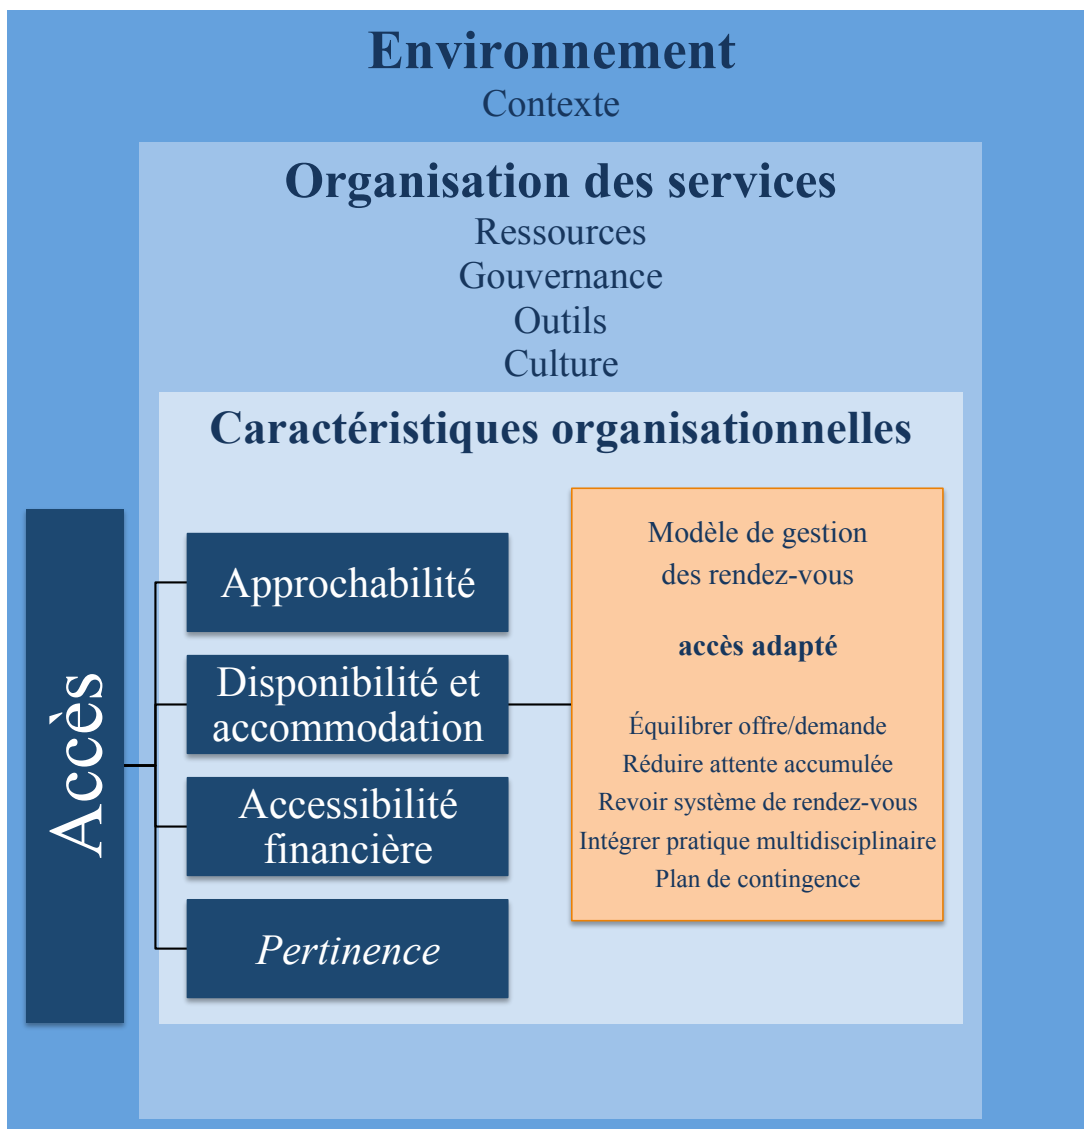 Environnement
Contexte
Organisation des services
Ressources
Gouvernance
Outils
Culture
Caractéristiques organisationnelles
Accès
Approchabilité
Disponibilité et
accommodation
Accessibilité
financière
Pertinence
Modèle de gestion
des rendez-vous
accès adapté
Équilibrer offre/demande
Réduire attente accumulée
Revoir système de rendez-vous
Intégrer pratique multidisciplinaire
Plan de contingence